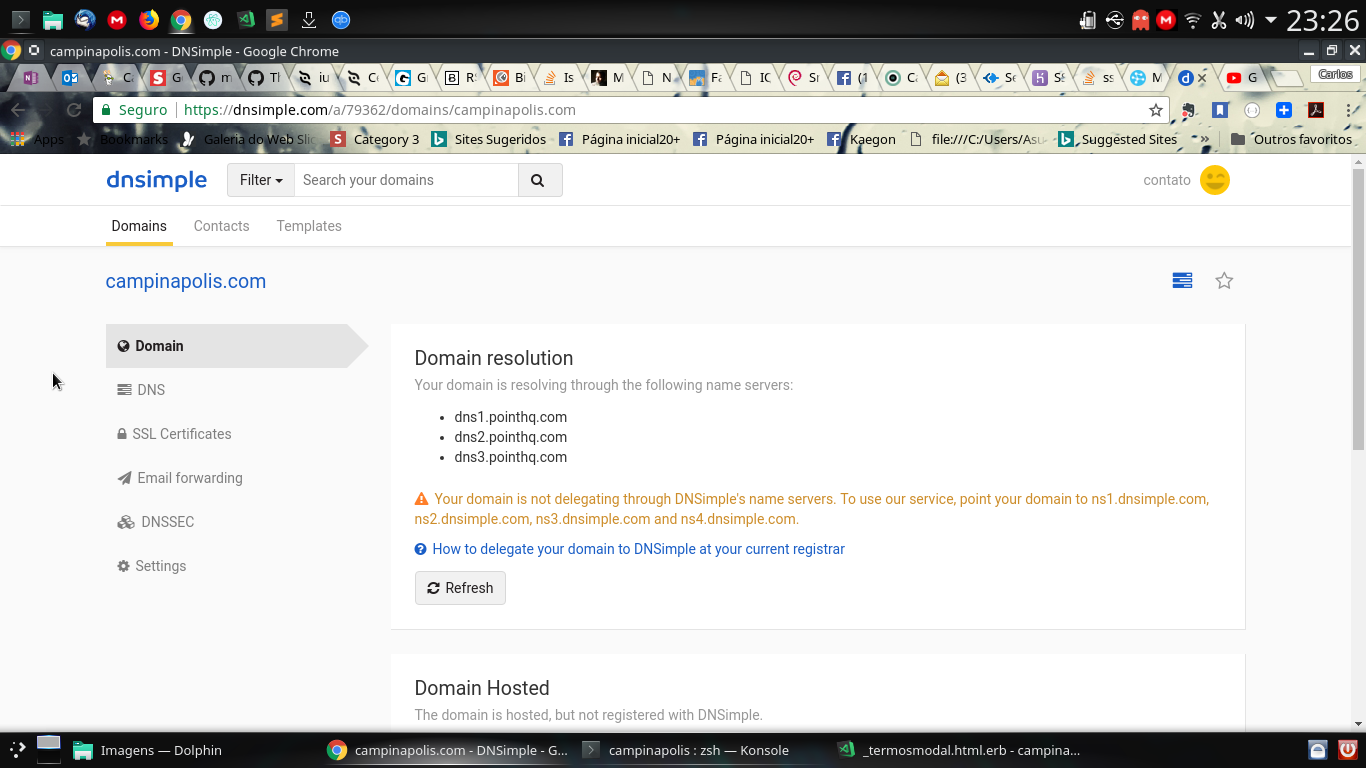 23:26
campinapolis.com - DNSimple - Google Chrome
C G m Tl iu C G R Bi Is M N Fa IC Sr (1 C (3 Se S ss M d G Carlos
Seguro https://dnsimple.com/a/79362/domains/campinapolis.com
Apps Bookmarks Galeria do Web Slic Category 3 Sites Sugeridos Página inicial20+ Página inicial20+ Kaegon file:///C:/Users/Asu Suggested Sites » Outros favoritos
dnsimple Filter Search your domains contato
Domains Contacts Templates
campinapolis.com
Domain
DNS
SSL Certificates
Email forwarding
DNSSEC
Settings
Domain resolution
Your domain is resolving through the following name servers:
• dns1.pointhq.com
• dns2.pointhq.com
• dns3.pointhq.com
Your domain is not delegating through DNSimple's name servers. To use our service, point your domain to ns1.dnsimple.com,
ns2.dnsimple.com, ns3.dnsimple.com and ns4.dnsimple.com.
How to delegate your domain to DNSimple at your current registrar
Refresh
Domain Hosted
The domain is hosted, but not registered with DNSimple.
Imagens — Dolphin campinapolis.com - DNSimple - G... campinapolis : zsh — Konsole _termosmodal.html.erb - campina...